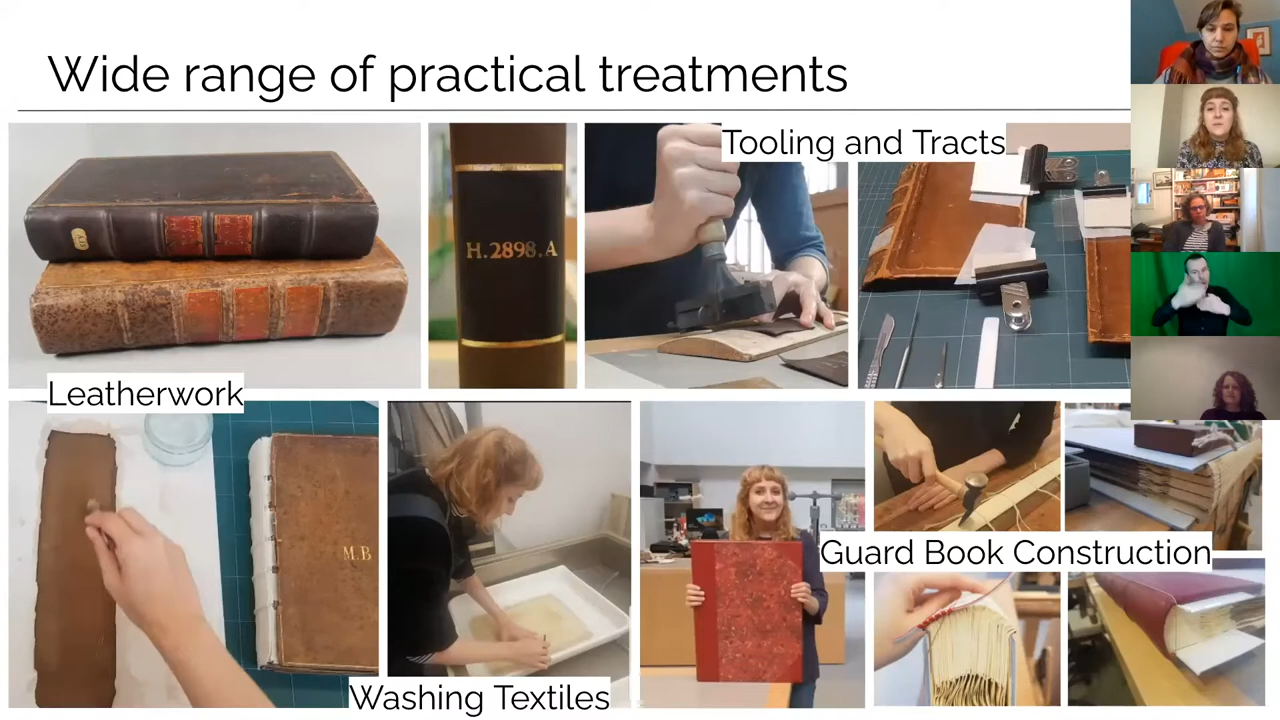 Wide range of practical treatments
Tooling and Tracts
H.2898.A
Leatherwork
M.B
Guard Book Construction
Washing Textiles